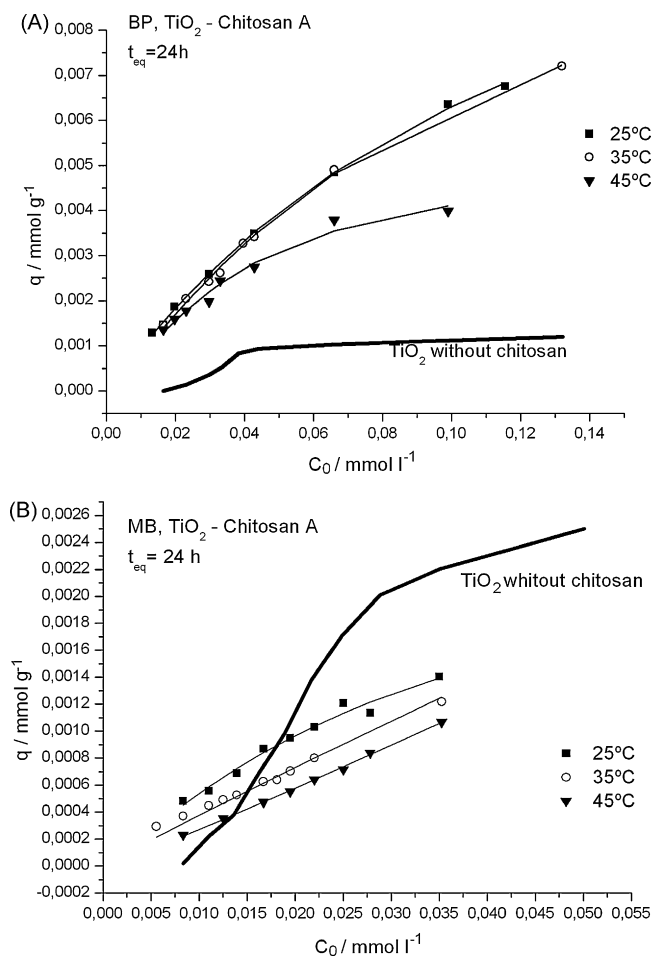 (A)
BP, TiO2 - Chitosan A
teq=24h
q / mmol g-1
0,008
0,007
0,006
0,005
0,004
0,003
0,002
0,001
0,000
25ºC
35ºC
45ºC
TiO2 without chitosan
0,00 0,02 0,04 0,06 0,08 0,10 0,12 0,14
C0 / mmol l-1
(B)
MB, TiO2 - Chitosan A
teq= 24 h
q / mmol g-1
0,0026
0,0024
0,0022
0,0020
0,0018
0,0016
0,0014
0,0012
0,0010
0,0008
0,0006
0,0004
0,0002
0,0000
-0,0002
TiO2 whitout chitosan
25ºC
35ºC
45ºC
0,000 0,005 0,010 0,015 0,020 0,025 0,030 0,035 0,040 0,045 0,050 0,055
C0 / mmol l-1